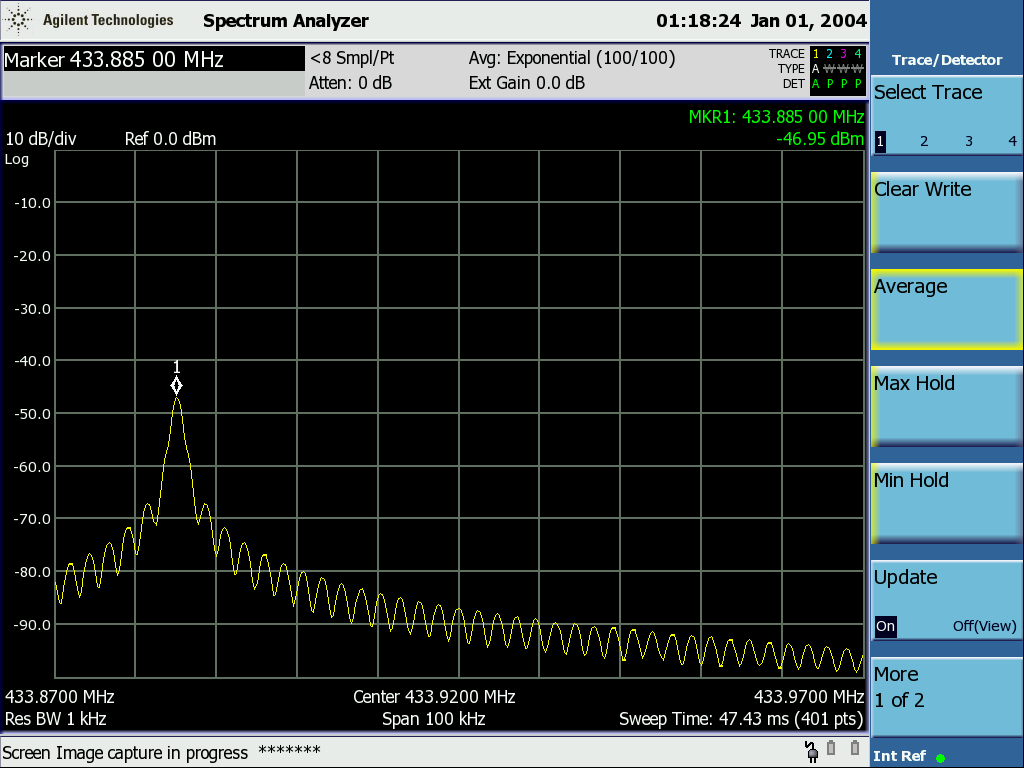 Agilent Technologies Spectrum Analyzer 01:18:24 Jan 01, 2004
Marker 433.885 00 MHz
<8 Smpl/Pt
Atten: 0 dB
Avg: Exponential (100/100)
Ext Gain 0.0 dB
TRACE 1 2 3 4
TYPE A W W W
DET A P P P
MKR1: 433.885 00 MHz
-46.95 dBm
10 dB/div Ref 0.0 dBm
Log
-10.0
-20.0
-30.0
-40.0
1
-50.0
-60.0
-70.0
-80.0
-90.0
433.8700 MHz Center 433.9200 MHz 433.9700 MHz
Res BW 1 kHz Span 100 kHz Sweep Time: 47.43 ms (401 pts)
Screen Image capture in progress *******
Trace/Detector
Select Trace
1 2 3 4
Clear Write
Average
Max Hold
Min Hold
Update
On Off(View)
More
1 of 2
Int Ref